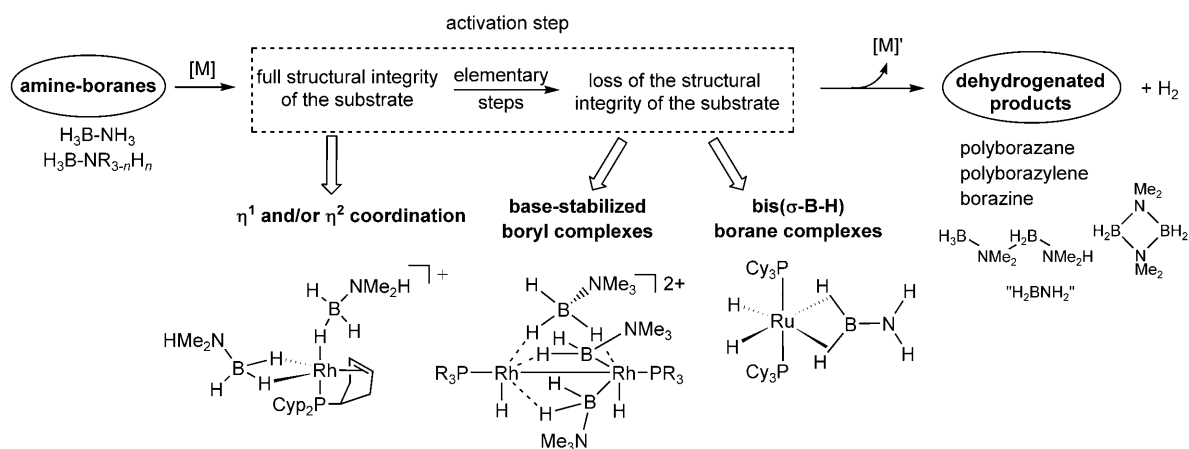 activation step
amine-boranes
[M]
full structural integrity
of the substrate
elementary
steps
loss of the structural
integrity of the substrate
[M]'
dehydrogenated
products
+ H2
H3B-NH3
H3B-NR3-nHn
polyborazane
polyborazylene
borazine
η1 and/or η2 coordination
base-stabilized
boryl complexes
bis(σ-B-H)
borane complexes
H3B
NMe2
H2B
NMe2H
Me2
N
H2B
BH2
N
Me2
"H2BNH2"
+
H
NMe2H
B
H
H
HMe2N
B
H
H
H
Rh
Cyp2P
2+
H
NMe3
B
H
H
H
NMe3
H
B
R3P
Rh
Rh
PR3
H
H
B
H
H
Me3N
Cy3P
H
H
H
Ru
B
N
H
H
H
Cy3P